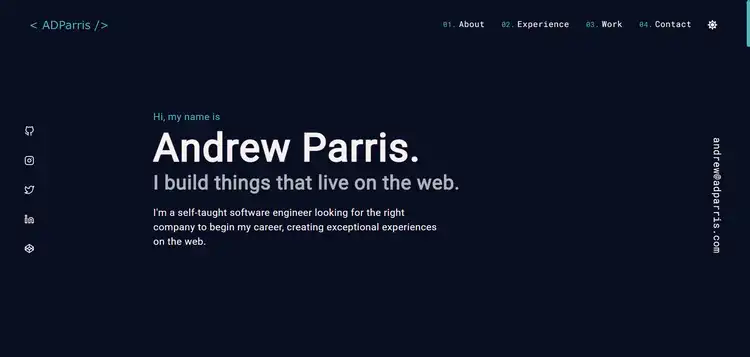 < ADParris />
01. About 02. Experience 03. Work 04. Contact
Hi, my name is
Andrew Parris.
I build things that live on the web.
I'm a self-taught software engineer looking for the right
company to begin my career, creating exceptional experiences
on the web.
andrew@adparris.com